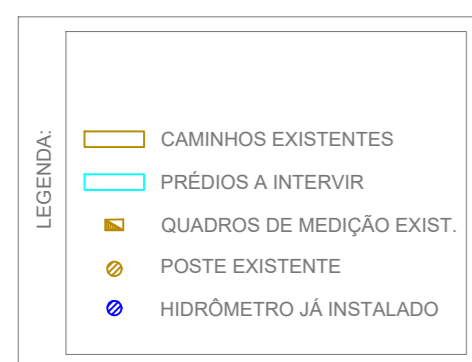 LEGENDA:
CAMINHOS EXISTENTES
PRÉDIOS A INTERVIR
QUADROS DE MEDIÇÃO EXIST.
POSTE EXISTENTE
HIDRÔMETRO JÁ INSTALADO